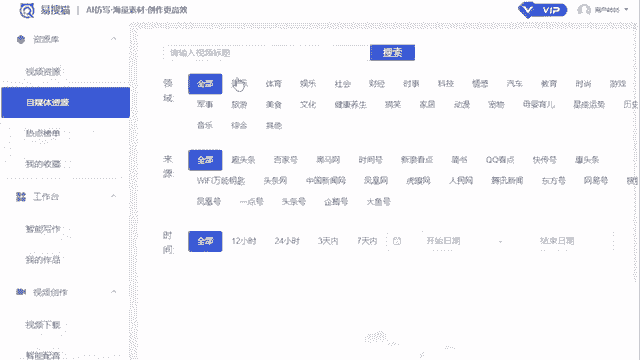 易搜猫 AI仿写·海量素材·创作更高效 VIP
资源库
视频资源
自媒体资源
热点榜单
我的收藏
工作台
智能写作
我的作品
视频创作
视频下载
智能配音
请输入视频标题 搜索
领域: 全部 体育 娱乐 社会 财经 时事 科技 情感 汽车 教育 时尚 游戏
军事 旅游 美食 文化 健康养生 搞笑 家居 动漫 宠物 母婴育儿 星座运势 历史
音乐 综合 其他
来源: 全部 趣头条 百家号 黑马网 时间号 新浪看点 简书 QQ看点 快传号 惠头条
WiFi万能钥匙 头条网 中国新闻网 凤凰网 虎嗅网 人民网 腾讯新闻 东方号 网易号
凤凰号 一点号 头条号 企鹅号 大鱼号
时间: 全部 12小时 24小时 3天内 7天内 开始日期 - 结束日期